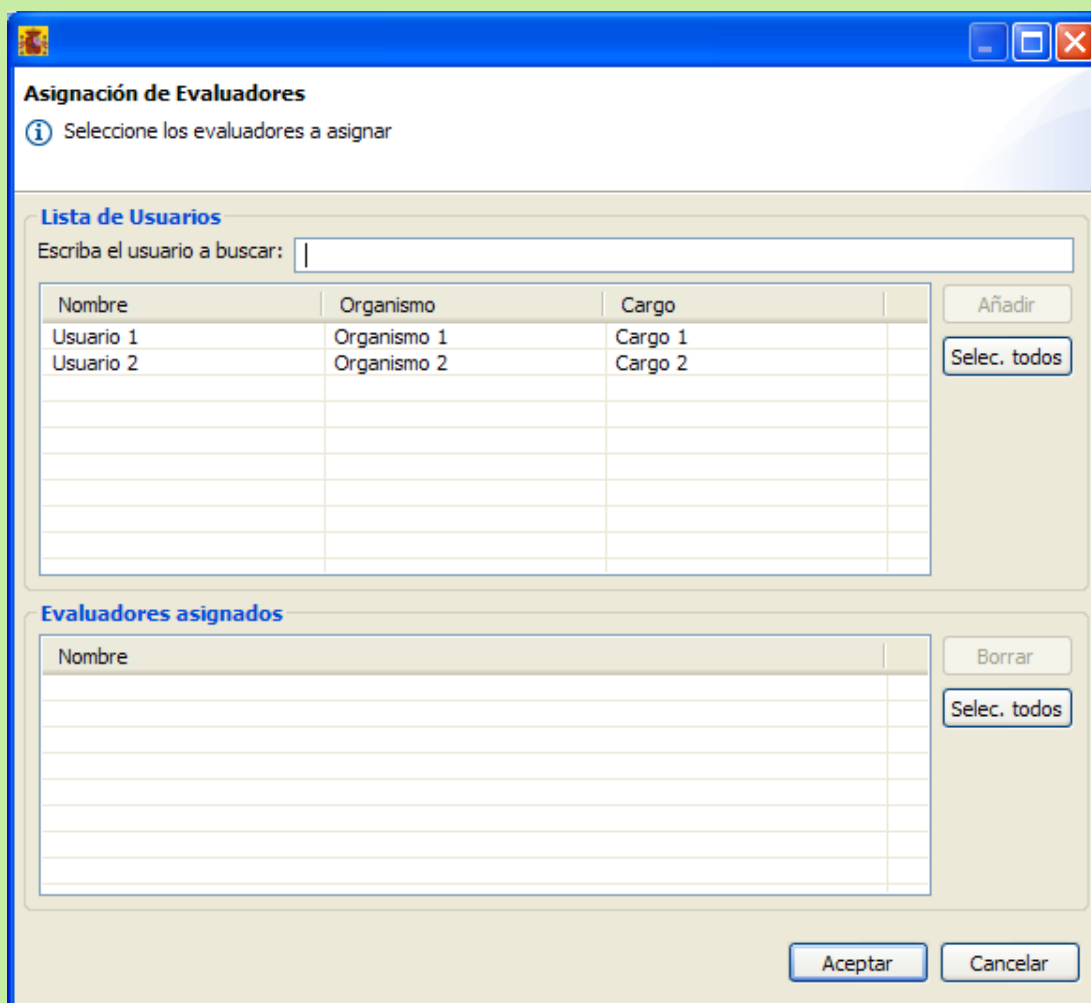 Asignación de Evaluadores
Seleccione los evaluadores a asignar
Lista de Usuarios
Escriba el usuario a buscar:
Nombre Organismo Cargo
Usuario 1 Organismo 1 Cargo 1
Usuario 2 Organismo 2 Cargo 2
Añadir
Selec. todos
Evaluadores asignados
Nombre
Borrar
Selec. todos
Aceptar Cancelar